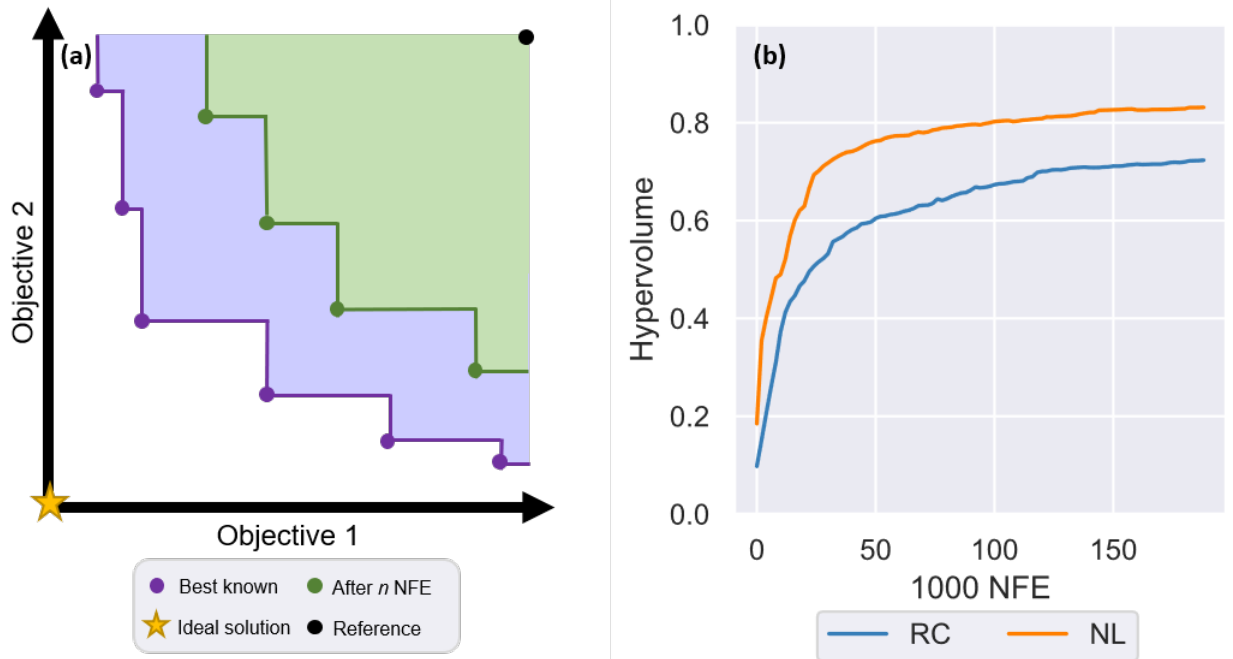 (a)
Objective 2
Objective 1
Best known
After n NFE
Ideal solution
Reference
(b)
Hypervolume
1.0
0.8
0.6
0.4
0.2
0.0
0 50 100 150
1000 NFE
RC NL